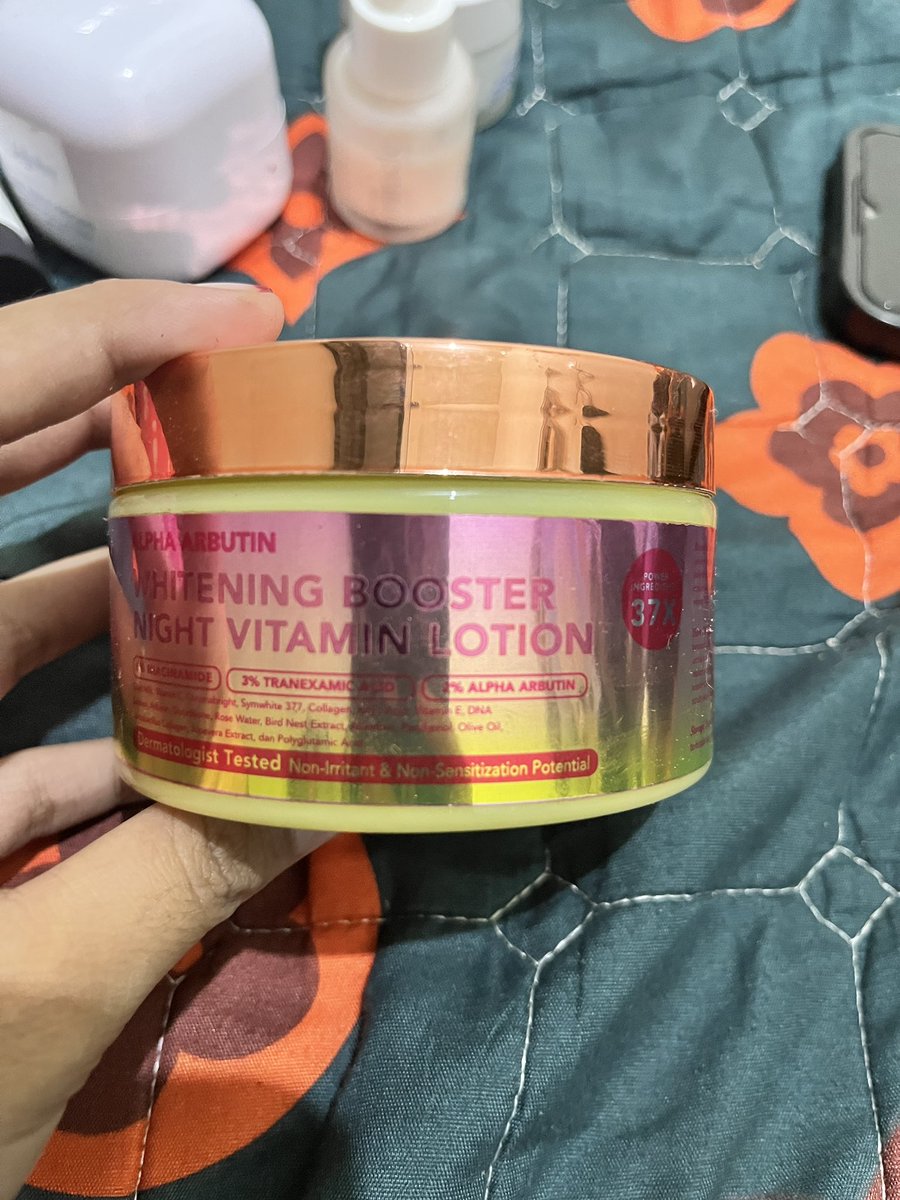 ALPHA ARBUTIN
WHITENING BOOSTER
NIGHT VITAMIN LOTION
POWER
INGREDIENTS
37X
NIACINAMIDE
3% TRANEXAMIC ACID
2% ALPHA ARBUTIN
Symwhite 377, Collagen, Vitamin E, DNA
Rose Water, Bird Nest Extract, Olive Oil,
Extract, dan Polyglutamic Acid
Dermatologist Tested Non-Irritant & Non-Sensitization Potential